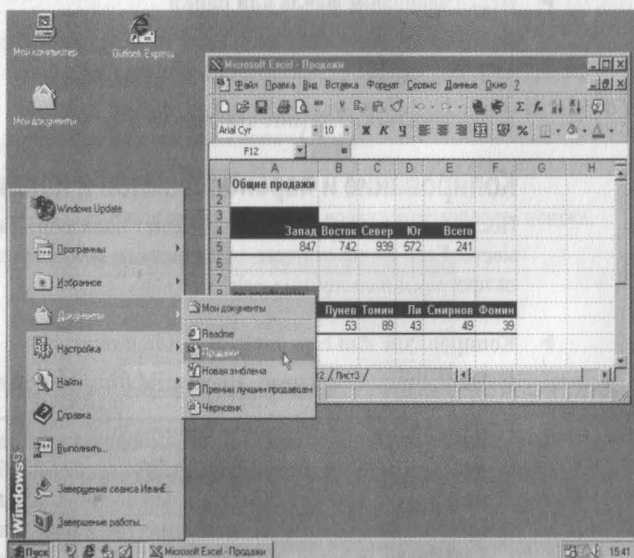 Мой компьютер
Outlook Express
Мои документы
Microsoft Excel - Продажи
Файл Правка Вид Вставка Формат Сервис Данные Окно ?
Arial Cyr 10 Ж К Ч %
F12 =
A B C D E F G H
1 Общие продажи
2
3
4 Запад Восток Север Юг Всего
5 847 742 939 572 241
6
7
8
Пунев Томин Ли Смирнов Фомин
53 89 43 49 39
Лист3
Windows Update
Программы
Избранное
Документы
Настройка
Найти
Справка
Выполнить...
Завершение сеанса ИванЕ...
Завершение работы...
Мои документы
Readme
Продажи
Новая эмблема
Премии лучшим продавцам
Черновик
Windows
Пуск
Microsoft Excel - Продажи
15:41